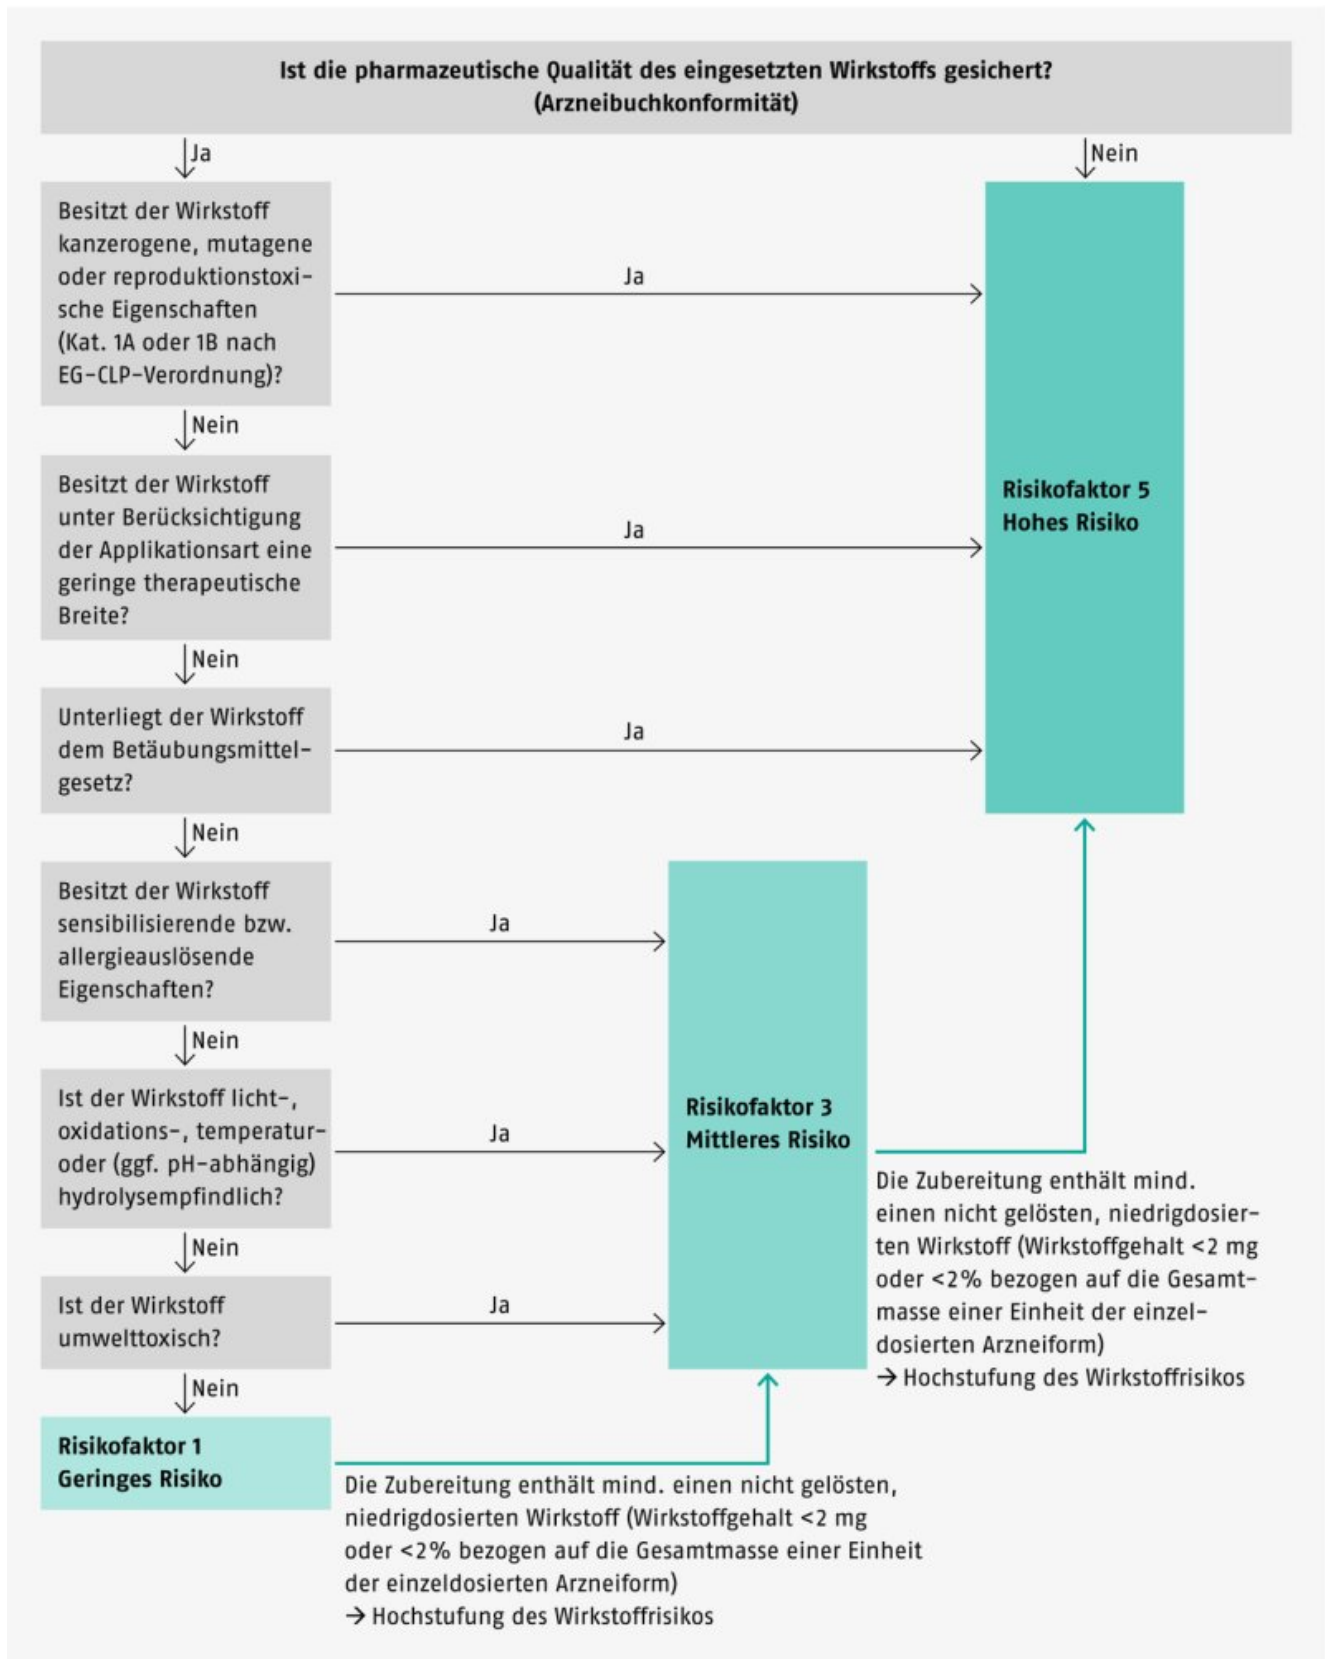 Ist die pharmazeutische Qualität des eingesetzten Wirkstoffs gesichert?
(Arzneibuchkonformität)
Ja
Nein
Besitzt der Wirkstoff
kanzerogene, mutagene
oder reproduktionstoxi-
sche Eigenschaften
(Kat. 1A oder 1B nach
EG-CLP-Verordnung)?
Ja
Nein
Besitzt der Wirkstoff
unter Berücksichtigung
der Applikationsart eine
geringe therapeutische
Breite?
Ja
Risikofaktor 5
Hohes Risiko
Nein
Unterliegt der Wirkstoff
dem Betäubungsmittel-
gesetz?
Ja
Nein
Besitzt der Wirkstoff
sensibilisierende bzw.
allergieauslösende
Eigenschaften?
Ja
Nein
Ist der Wirkstoff licht-,
oxidations-, temperatur-
oder (ggf. pH-abhängig)
hydrolysempfindlich?
Ja
Risikofaktor 3
Mittleres Risiko
Die Zubereitung enthält mind.
einen nicht gelösten, niedrigdosier-
ten Wirkstoff (Wirkstoffgehalt <2 mg
oder <2% bezogen auf die Gesamt-
masse einer Einheit der einzel-
dosierten Arzneiform)
→ Hochstufung des Wirkstoffrisikos
Nein
Ist der Wirkstoff
umwelttoxisch?
Ja
Nein
Risikofaktor 1
Geringes Risiko
Die Zubereitung enthält mind. einen nicht gelösten,
niedrigdosierten Wirkstoff (Wirkstoffgehalt <2 mg
oder <2% bezogen auf die Gesamtmasse einer Einheit
der einzeldosierten Arzneiform)
→ Hochstufung des Wirkstoffrisikos